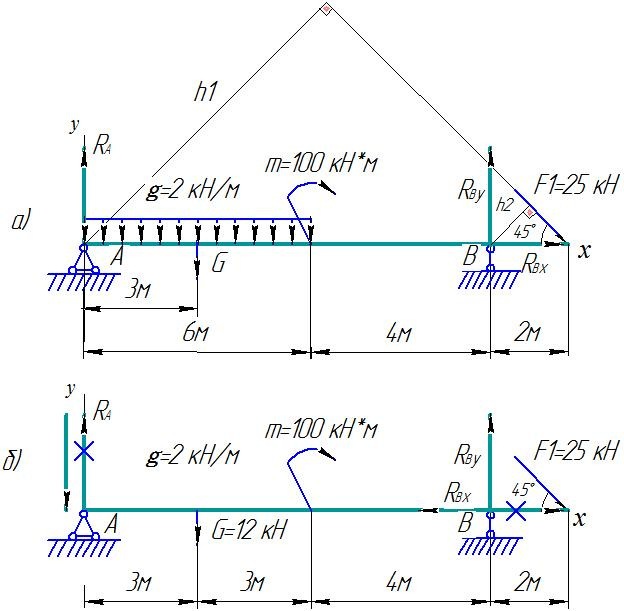 h1
y
RA
m=100 кН*м
g=2 кН/м
RBy
F1=25 кН
h2
45°
а)
A
G
B
RBx
x
3м
6м
4м
2м
y
RA
m=100 кН*м
б)
g=2 кН/м
RBy
F1=25 кН
RBx
45°
A
G=12 кН
B
x
3м
3м
4м
2м